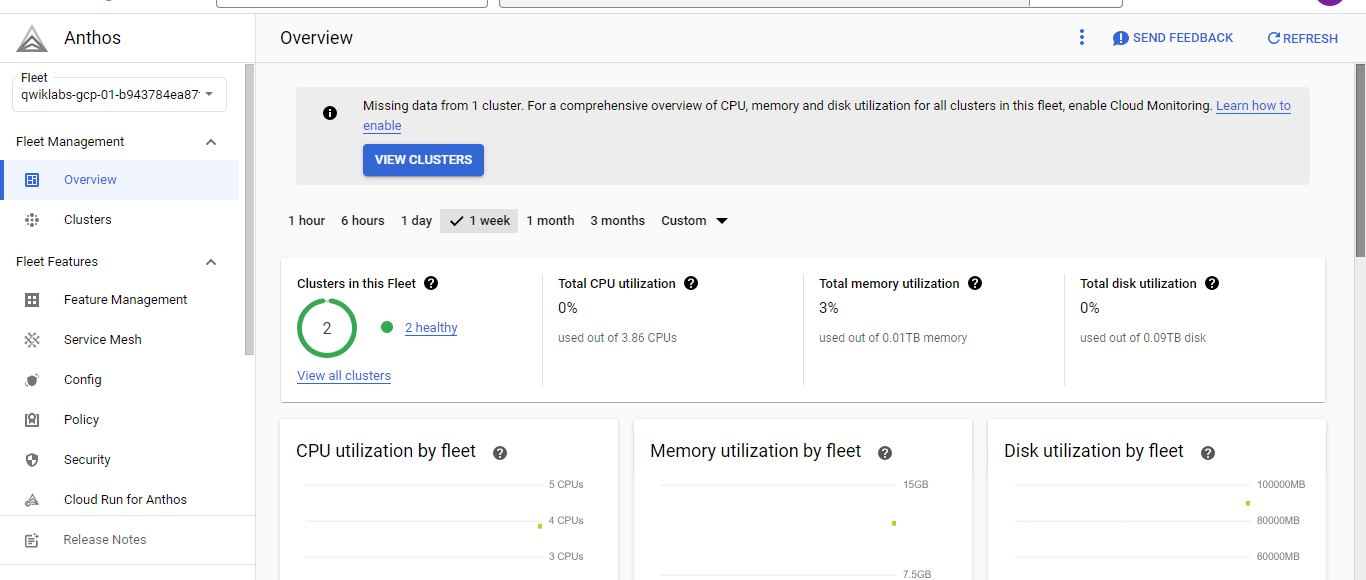 Anthos
Overview
SEND FEEDBACK
REFRESH
Fleet
qwiklabs-gcp-01-b943784ea87
Fleet Management
Overview
Clusters
Fleet Features
Feature Management
Service Mesh
Config
Policy
Security
Cloud Run for Anthos
Release Notes
Missing data from 1 cluster. For a comprehensive overview of CPU, memory and disk utilization for all clusters in this fleet, enable Cloud Monitoring. Learn how to
enable
VIEW CLUSTERS
1 hour 6 hours 1 day 1 week 1 month 3 months Custom
Clusters in this Fleet
2
2 healthy
View all clusters
Total CPU utilization
0%
used out of 3.86 CPUs
Total memory utilization
3%
used out of 0.01TB memory
Total disk utilization
0%
used out of 0.09TB disk
CPU utilization by fleet
5 CPUs
4 CPUs
3 CPUs
Memory utilization by fleet
15GB
7.5GB
Disk utilization by fleet
100000MB
80000MB
60000MB